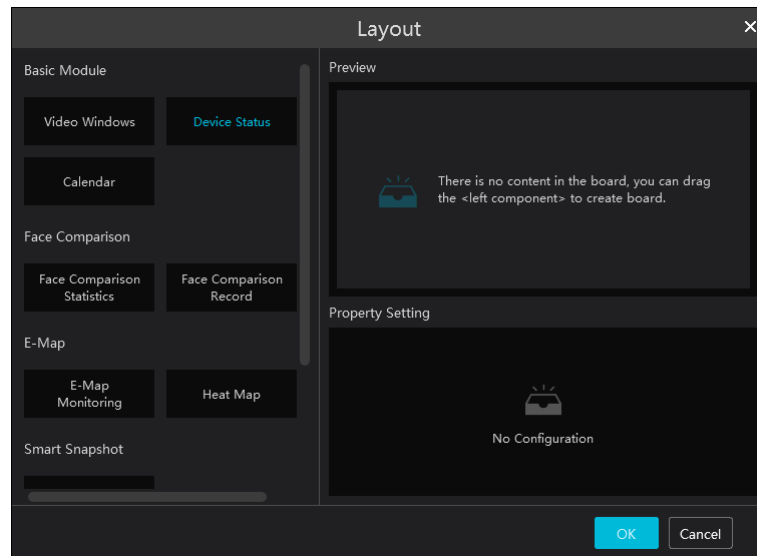 Layout
Basic Module
Video Windows
Device Status
Calendar
Face Comparison
Face Comparison
Statistics
Face Comparison
Record
E-Map
E-Map
Monitoring
Heat Map
Smart Snapshot
Preview
There is no content in the board, you can drag
the <left component> to create board.
Property Setting
No Configuration
OK
Cancel